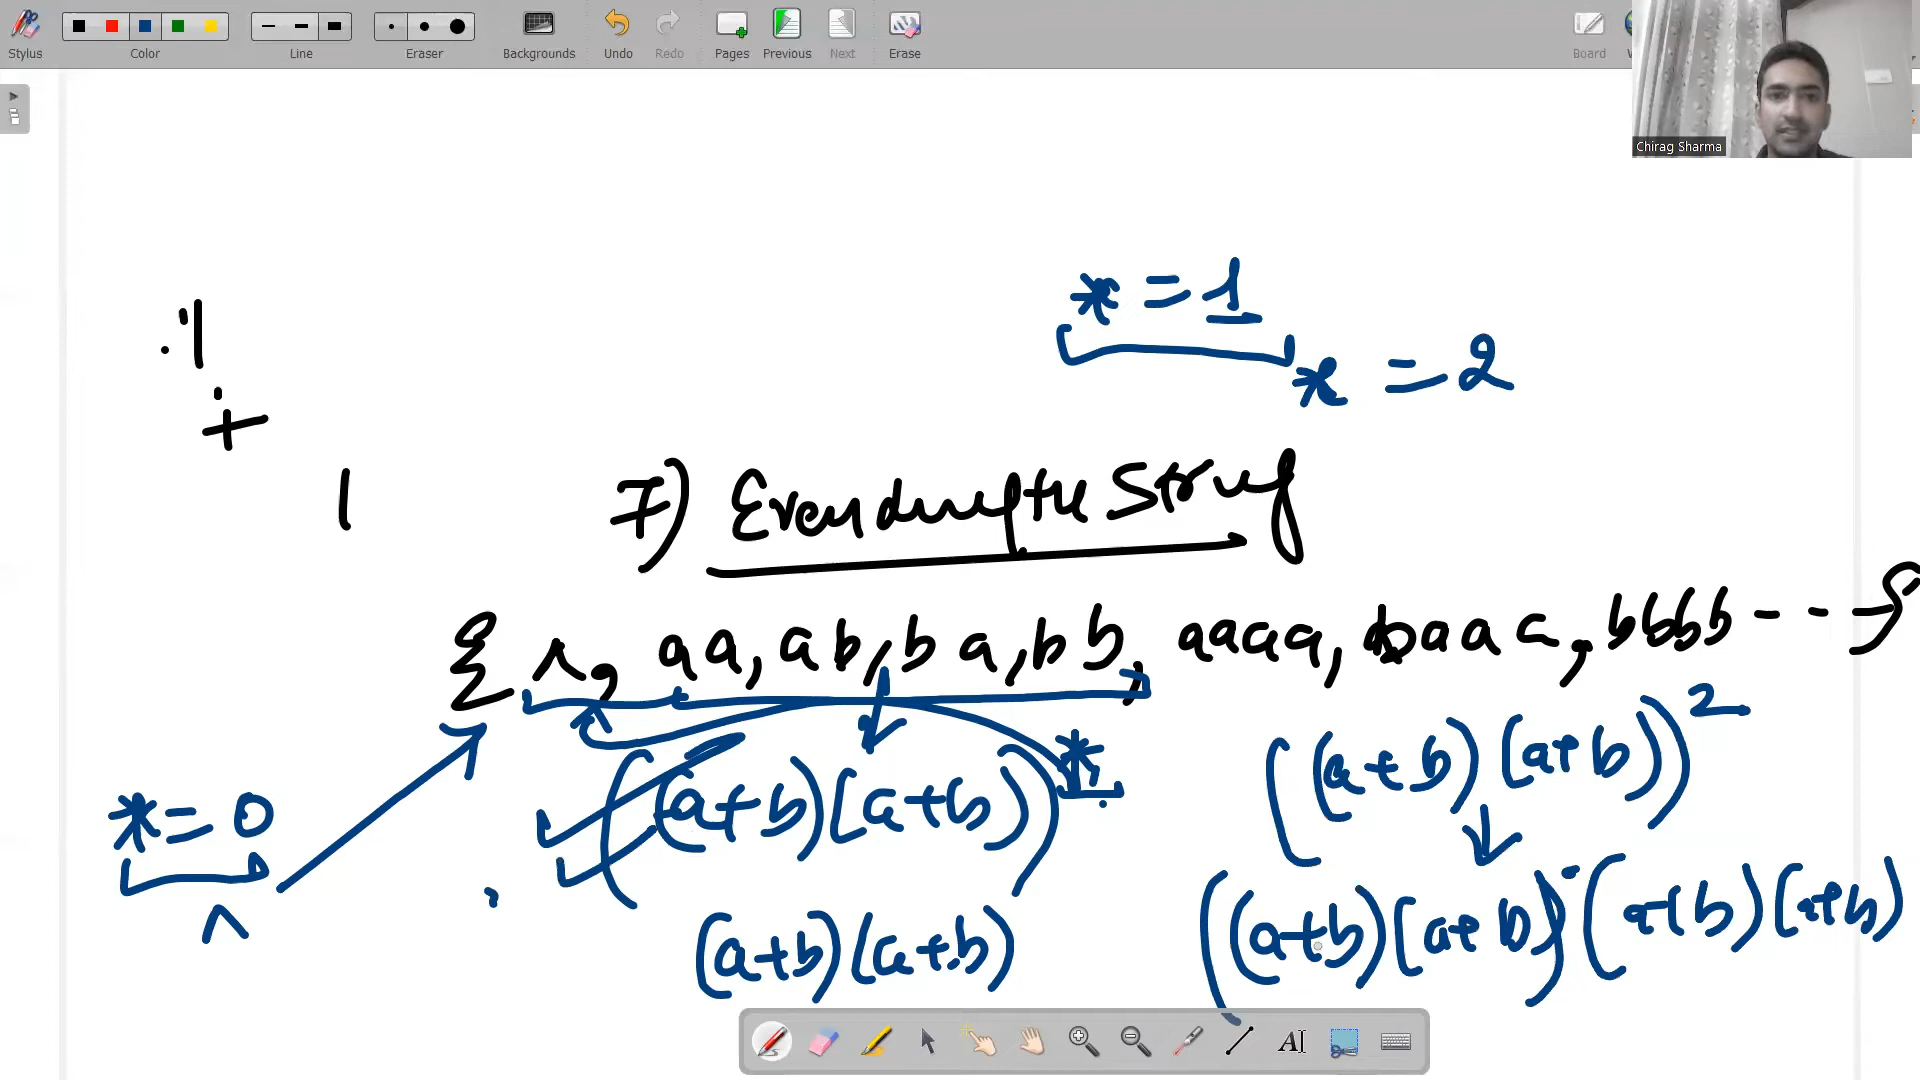 Stylus Color Line Eraser Backgrounds Undo Redo Pages Previous Next Erase Board
Chirag Sharma
* = 1
* = 2
7) Even length String
{ ^, aa, ab, ba, bb, aaaa, baaa, bbbb - - - }
((a+b)(a+b))*
((a+b)(a+b))²
* = 0
^
(a+b)(a+b)
((a+b)(a+b)).(a+b)(a+b)